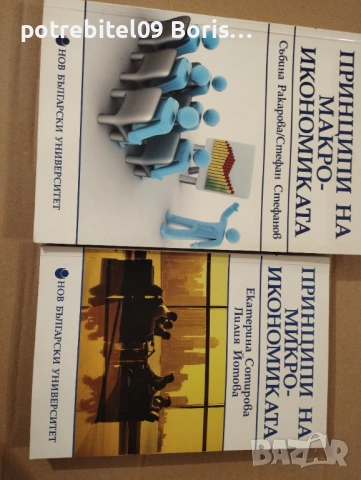 potrebitel09 Boris…
ПРИНЦИПИ НА
МАКРО-
ИКОНОМИКАТА
Събина Ракарова/Стефан Стефанов
НОВ БЪЛГАРСКИ УНИВЕРСИТЕТ
ПРИНЦИПИ НА
МИКРО-
ИКОНОМИКАТА
Екатерина Сотирова
Лилия Йотова
НОВ БЪЛГАРСКИ УНИВЕРСИТЕТ
BAZAR